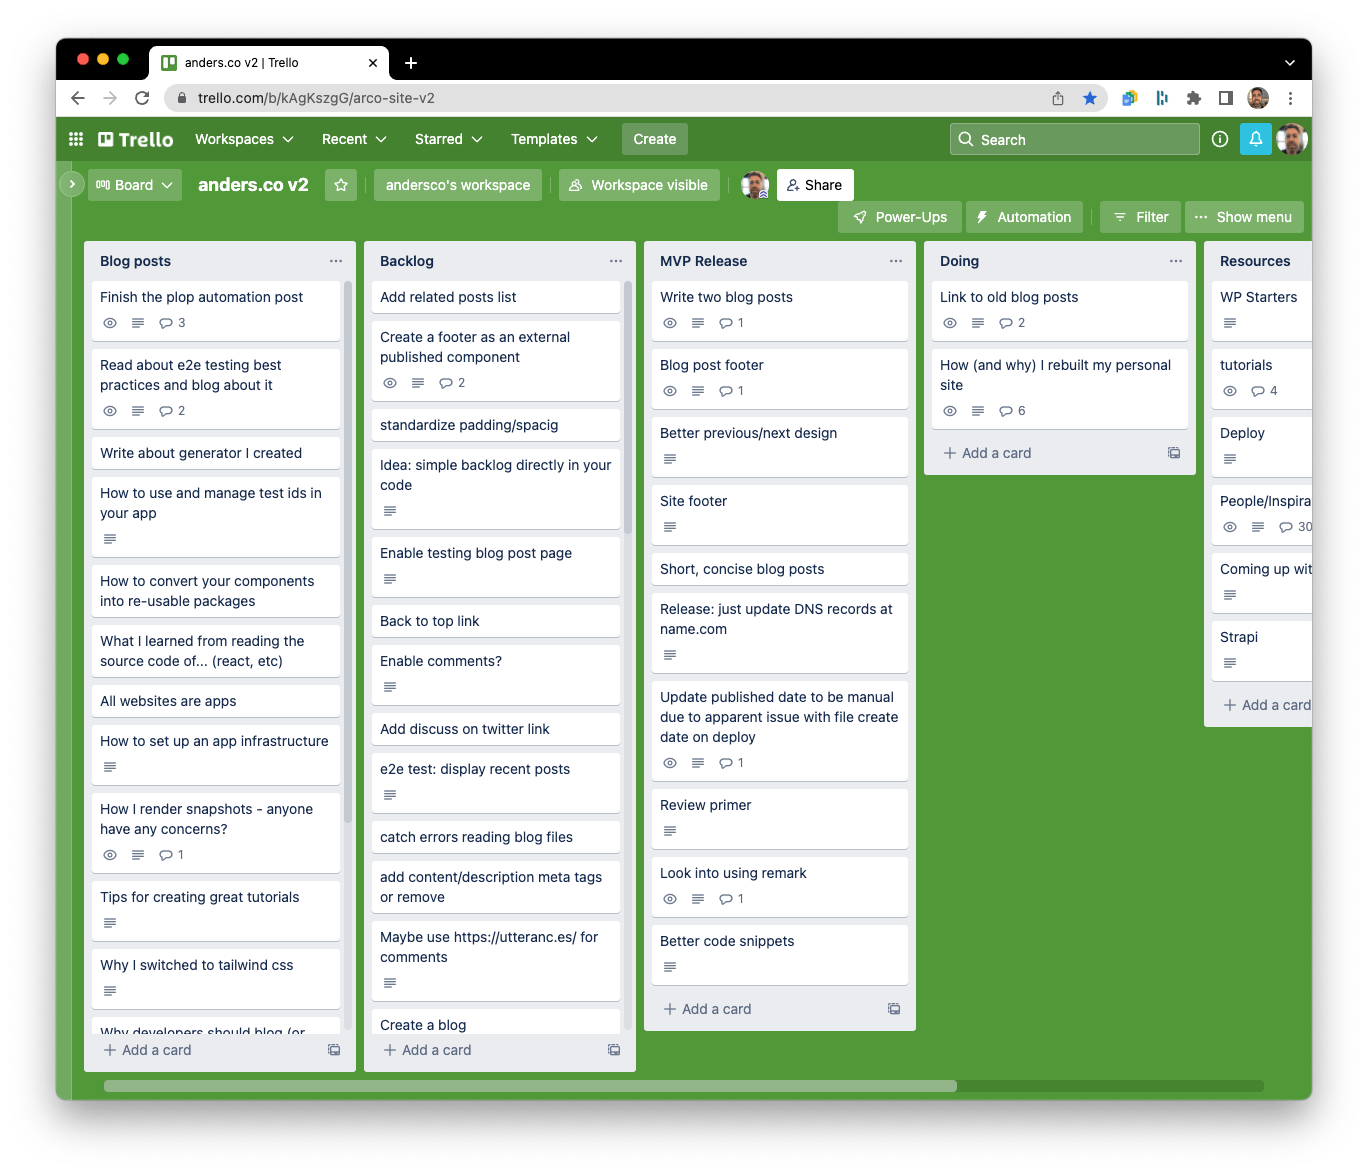 anders.co v2 | Trello
trello.com/b/kAgKszgG/arco-site-v2
Trello
Workspaces
Recent
Starred
Templates
Create
Search
Board
anders.co v2
andersco's workspace
Workspace visible
Share
Power-Ups
Automation
Filter
Show menu
Blog posts
Finish the plop automation post
3
Read about e2e testing best
practices and blog about it
2
Write about generator I created
How to use and manage test ids in
your app
How to convert your components
into re-usable packages
What I learned from reading the
source code of... (react, etc)
All websites are apps
How to set up an app infrastructure
How I render snapshots - anyone
have any concerns?
1
Tips for creating great tutorials
Why I switched to tailwind css
Why developers should blog (or
Add a card
Backlog
Add related posts list
Create a footer as an external
published component
2
standardize padding/spacig
Idea: simple backlog directly in your
code
Enable testing blog post page
Back to top link
Enable comments?
Add discuss on twitter link
e2e test: display recent posts
catch errors reading blog files
add content/description meta tags
or remove
Maybe use https://utteranc.es/ for
comments
Create a blog
Add a card
MVP Release
Write two blog posts
1
Blog post footer
1
Better previous/next design
Site footer
Short, concise blog posts
Release: just update DNS records at
name.com
Update published date to be manual
due to apparent issue with file create
date on deploy
1
Review primer
Look into using remark
1
Better code snippets
Add a card
Doing
Link to old blog posts
2
How (and why) I rebuilt my personal
site
6
Add a card
Resources
WP Starters
tutorials
4
Deploy
People/Inspira
30
Coming up wit
Strapi
Add a card